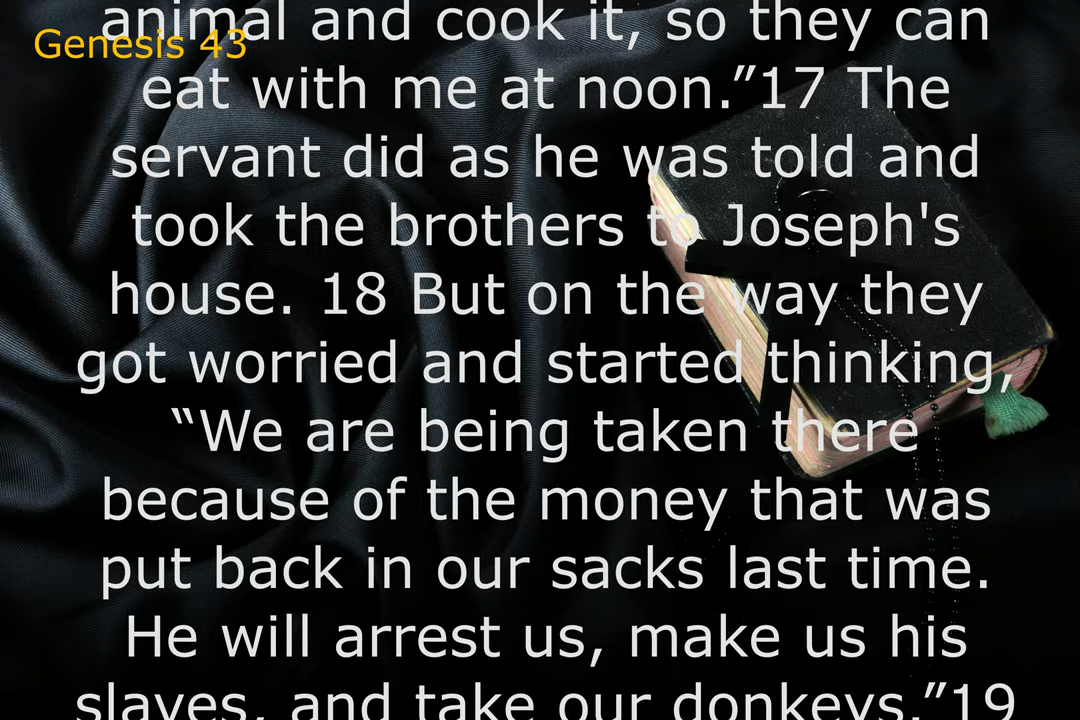 animal and cook it, so they can
Genesis 43
eat with me at noon.”17 The
servant did as he was told and
took the brothers to Joseph's
house. 18 But on the way they
got worried and started thinking,
“We are being taken there
because of the money that was
put back in our sacks last time.
He will arrest us, make us his
slaves, and take our donkeys.”19